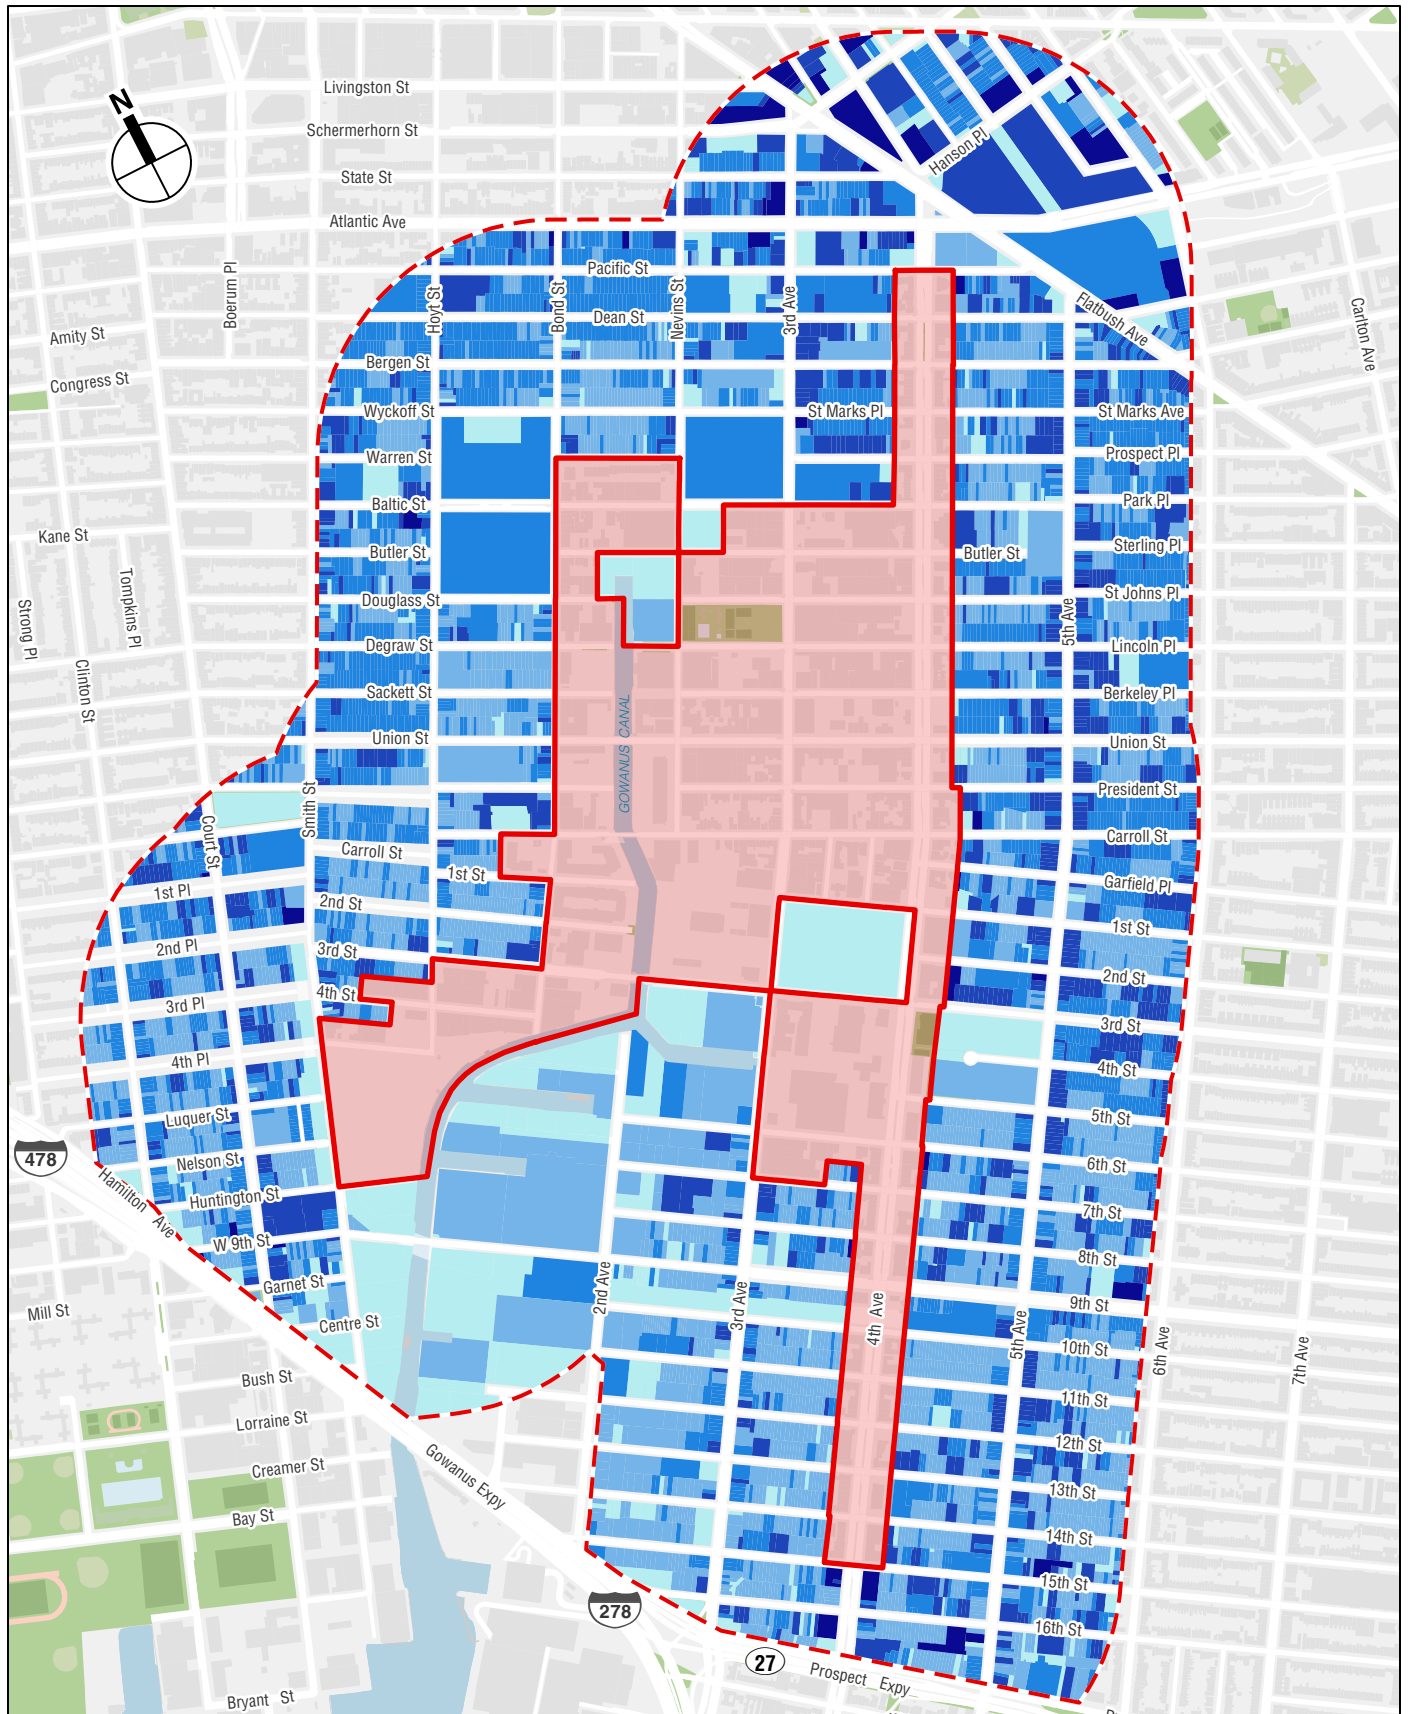 N
Livingston St
Schermerhorn St
State St
Atlantic Ave
Hanson Pl
Pacific St
Boerum Pl
Hoyt St
Bond St
Nevins St
3rd Ave
Dean St
Flatbush Ave
Carlton Ave
Amity St
Bergen St
Congress St
Wyckoff St
St Marks Pl
St Marks Ave
Warren St
Prospect Pl
Baltic St
Park Pl
Kane St
Butler St
Butler St
Sterling Pl
Tompkins Pl
Strong Pl
Douglass St
St Johns Pl
5th Ave
Degraw St
Lincoln Pl
Clinton St
Sackett St
Berkeley Pl
GOWANUS CANAL
Union St
Union St
President St
Smith St
Court St
Carroll St
Carroll St
1st St
Garfield Pl
1st Pl
2nd St
1st St
2nd Pl
3rd St
2nd St
3rd Pl
4th St
3rd St
4th Pl
4th St
Luquer St
5th St
478
Nelson St
6th St
Hamilton Ave
Huntington St
7th St
W 9th St
8th St
Garnet St
2nd Ave
3rd Ave
4th Ave
9th St
Mill St
Centre St
5th Ave
10th St
6th Ave
7th Ave
Bush St
11th St
Lorraine St
12th St
Creamer St
Gowanus Expy
13th St
Bay St
14th St
15th St
278
16th St
27
Prospect Expy
Bryant St